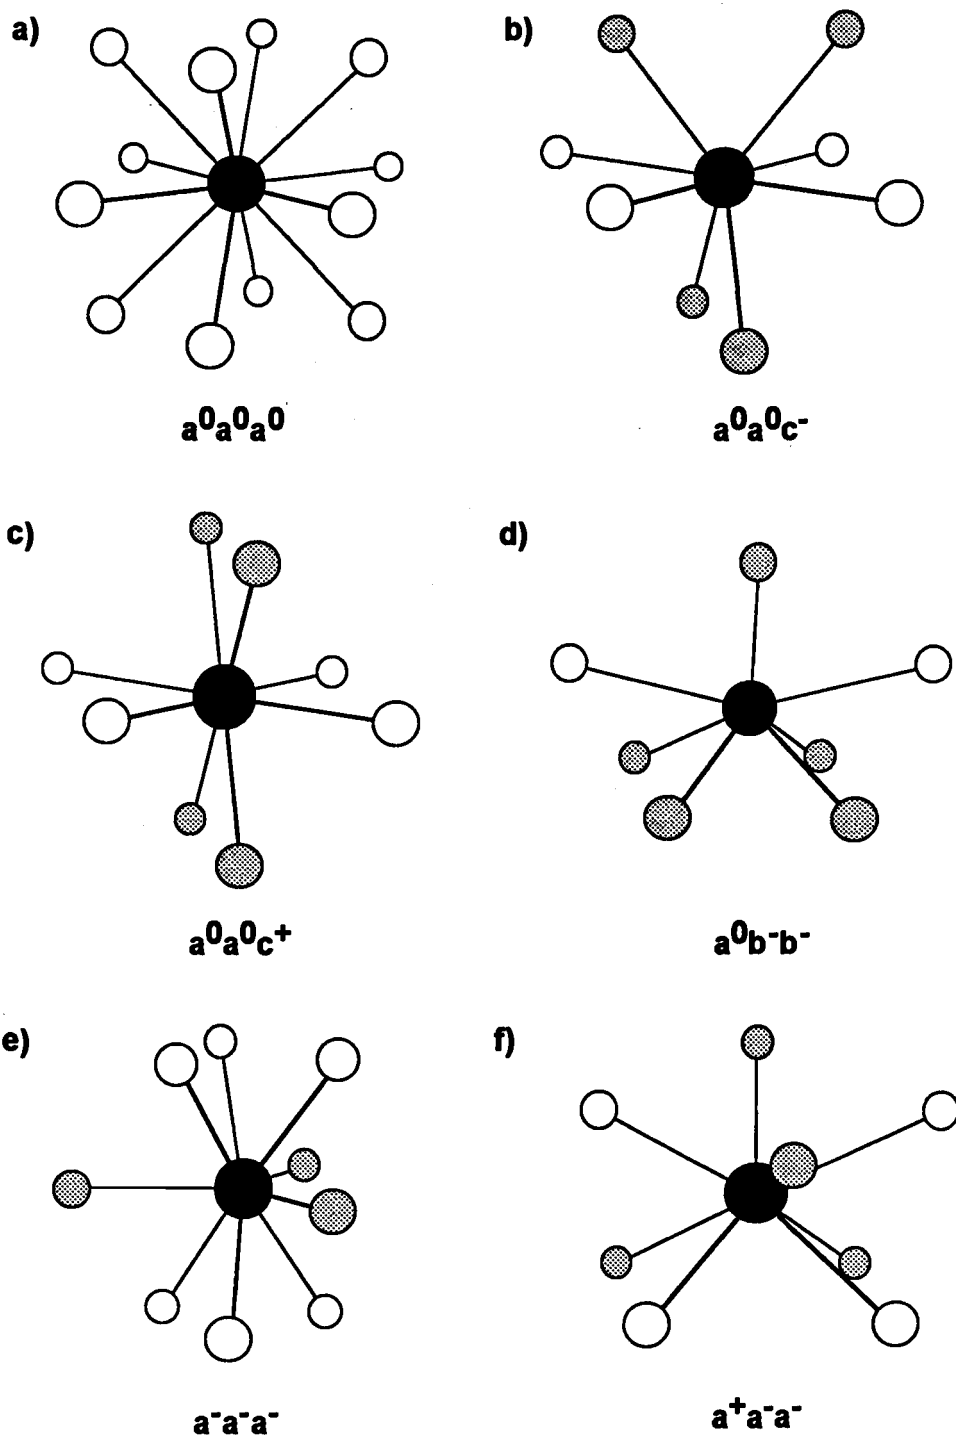 a)
b)
a⁰a⁰a⁰
a⁰a⁰c⁻
c)
d)
a⁰a⁰c⁺
a⁰b⁻b⁻
e)
f)
a⁻a⁻a⁻
a⁺a⁻a⁻